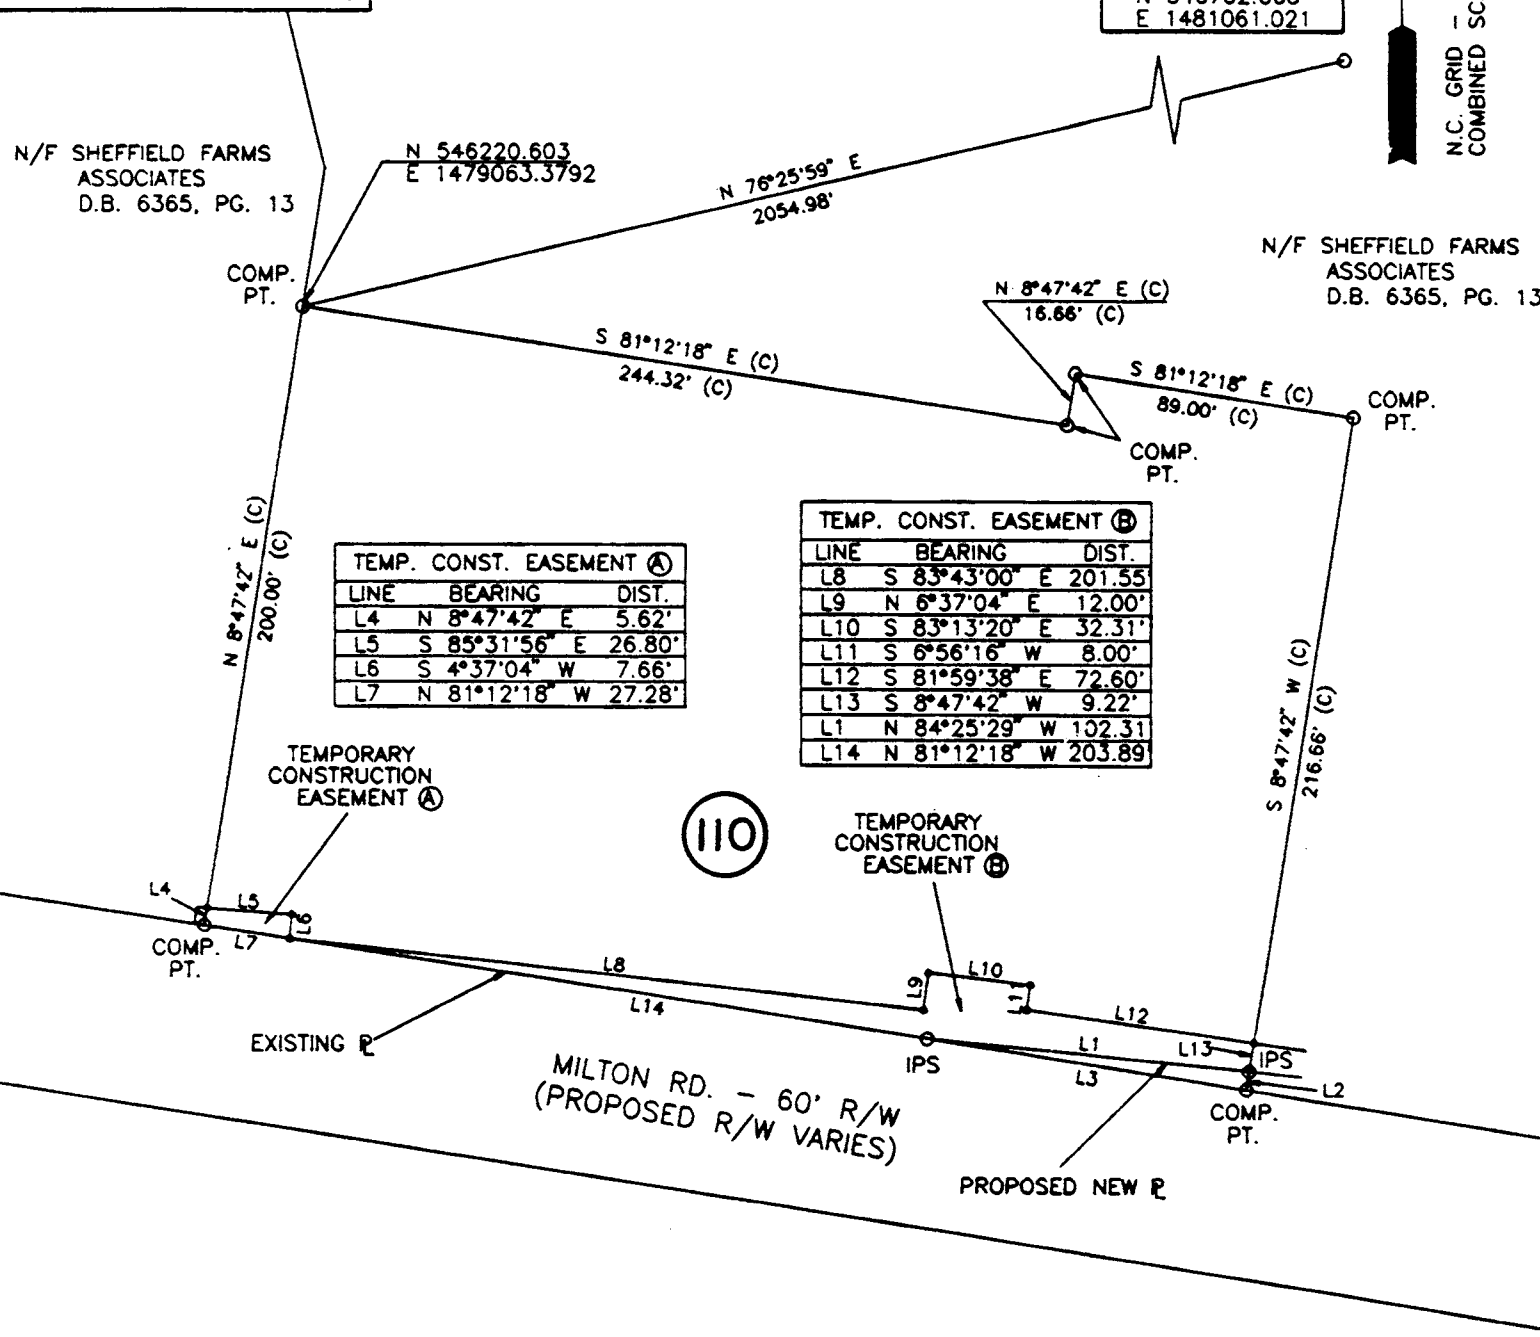 E 1481061.021
N.C. GRID -
COMBINED SC
N/F SHEFFIELD FARMS
ASSOCIATES
D.B. 6365, PG. 13
N 546220.603
E 1479063.3792
N 76°25'59" E
2054.98'
N/F SHEFFIELD FARMS
ASSOCIATES
D.B. 6365, PG. 13
COMP.
PT.
N 8°47'42" E (C)
16.66' (C)
S 81°12'18" E (C)
244.32' (C)
S 81°12'18" E (C)
89.00' (C)
COMP.
PT.
COMP.
PT.
N 8°47'42" E (C)
200.00' (C)
TEMP. CONST. EASEMENT Ⓐ
LINE BEARING DIST.
L4 N 8°47'42" E 5.62'
L5 S 85°31'56" E 26.80'
L6 S 4°37'04" W 7.66'
L7 N 81°12'18" W 27.28'
TEMP. CONST. EASEMENT Ⓑ
LINE BEARING DIST.
L8 S 83°43'00" E 201.55
L9 N 6°37'04" E 12.00'
L10 S 83°13'20" E 32.31'
L11 S 6°56'16" W 8.00'
L12 S 81°59'38" E 72.60'
L13 S 8°47'42" W 9.22'
L1 N 84°25'29" W 102.31
L14 N 81°12'18" W 203.89
S 8°47'42" W (C)
216.66' (C)
TEMPORARY
CONSTRUCTION
EASEMENT Ⓐ
110
TEMPORARY
CONSTRUCTION
EASEMENT Ⓑ
L4
L5
L6
L7
COMP.
PT.
L8
L14
L9
L10
L11
L12
EXISTING ⅊
IPS
L1
L3
L13
IPS
L2
COMP.
PT.
MILTON RD. - 60' R/W
(PROPOSED R/W VARIES)
PROPOSED NEW ⅊